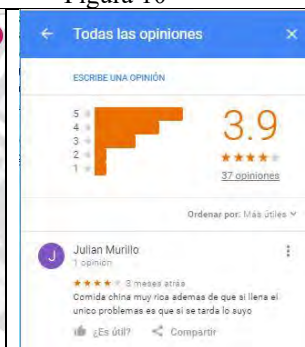 Figura 10
Todas las opiniones
ESCRIBE UNA OPINIÓN
5
4
3
2
1
3.9
37 opiniones
Ordenar por: Más útiles
J
Julian Murillo
1 opinión
3 meses atrás
Comida china muy rica ademas de que si llena el
unico problemas es que si se tarda lo suyo
¿Es útil? Compartir